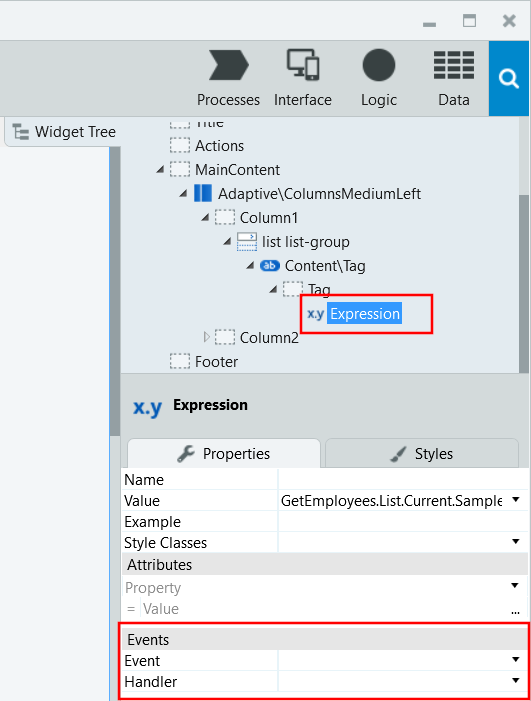 Processes Interface Logic Data
Widget Tree
Title
Actions
MainContent
Adaptive\ColumnsMediumLeft
Column1
list list-group
ab Content\Tag
Tag
x.y Expression
Column2
Footer
x.y Expression
Properties Styles
Name
Value GetEmployees.List.Current.Sample
Example
Style Classes
Attributes
Property
= Value ...
Events
Event
Handler